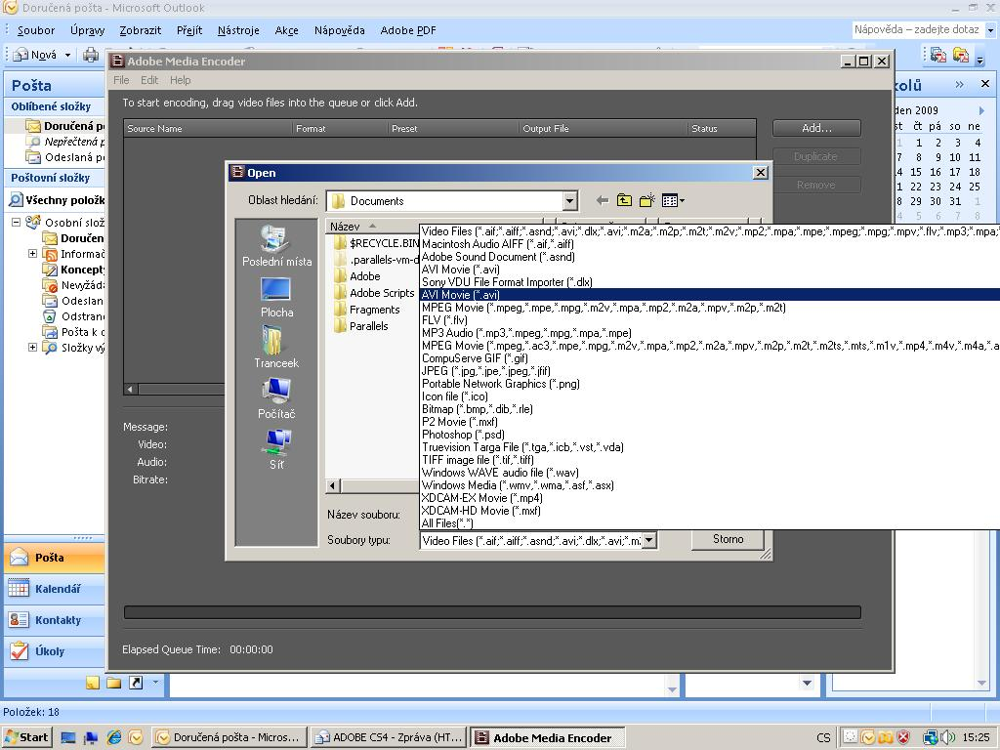 Doručená pošta - Microsoft Outlook
Soubor Úpravy Zobrazit Přejít Nástroje Akce Nápověda Adobe PDF
Nápověda – zadejte dotaz
Nová
Pošta
Oblíbené složky
Doručená p
Nepřečtená p
Odeslaná po
Poštovní složky
Všechny položk
Osobní slož
Doručen
Informač
Koncepty
Nevyžáda
Odeslan
Odstran
Pošta k o
Složky vý
Pošta
Kalendář
Kontakty
Úkoly
Položek: 18
kolů
den 2009
st čt pá so ne
1 1 2 3 4
7 8 9 10 11
14 15 16 17 18
21 22 23 24 25
28 29 30 31 1
4 5 6 7 8
Adobe Media Encoder
File Edit Help
To start encoding, drag video files into the queue or click Add.
Source Name Format Preset Output File Status
Add...
Duplicate
Remove
Message:
Video:
Audio:
Bitrate:
Elapsed Queue Time: 00:00:00
Open
Oblast hledání: Documents
Poslední místa
Plocha
Tranceek
Počítač
Síť
Název
$RECYCLE.BIN
.parallels-vm-d
Adobe
Adobe Scripts
Fragments
Parallels
Video Files (*.aif;*.aiff;*.asnd;*.avi;*.dlx;*.avi;*.m2a;*.m2p;*.m2t;*.m2v;*.mp2;*.mpa;*.mpe;*.mpeg;*.mpg;*.mpv;*.flv;*.mp3;*.mpa;*
Macintosh Audio AIFF (*.aif,*.aiff)
Adobe Sound Document (*.asnd)
AVI Movie (*.avi)
Sony VDU File Format Importer (*.dlx)
AVI Movie (*.avi)
MPEG Movie (*.mpeg,*.mpe,*.mpg,*.m2v,*.mpa,*.mp2,*.m2a,*.mpv,*.m2p,*.m2t)
FLV (*.flv)
MP3 Audio (*.mp3,*.mpeg,*.mpg,*.mpa,*.mpe)
MPEG Movie (*.mpeg,*.ac3,*.mpe,*.mpg,*.m2v,*.mpa,*.mp2,*.m2a,*.mpv,*.m2p,*.m2t,*.m2ts,*.mts,*.m1v,*.mp4,*.m4v,*.m4a,*.a
CompuServe GIF (*.gif)
JPEG (*.jpg,*.jpe,*.jpeg,*.jfif)
Portable Network Graphics (*.png)
Icon file (*.ico)
Bitmap (*.bmp,*.dib,*.rle)
P2 Movie (*.mxf)
Photoshop (*.psd)
Truevision Targa File (*.tga,*.icb,*.vst,*.vda)
TIFF image file (*.tif,*.tiff)
Windows WAVE audio file (*.wav)
Windows Media (*.wmv,*.wma,*.asf,*.asx)
XDCAM-EX Movie (*.mp4)
XDCAM-HD Movie (*.mxf)
All Files(*.*)
Název souboru:
Soubory typu: Video Files (*.aif;*.aiff;*.asnd;*.avi;*.dlx;*.avi;*.m2
Storno
Start
Doručená pošta - Micros...
ADOBE CS4 - Zpráva (HT...
Adobe Media Encoder
CS
15:25